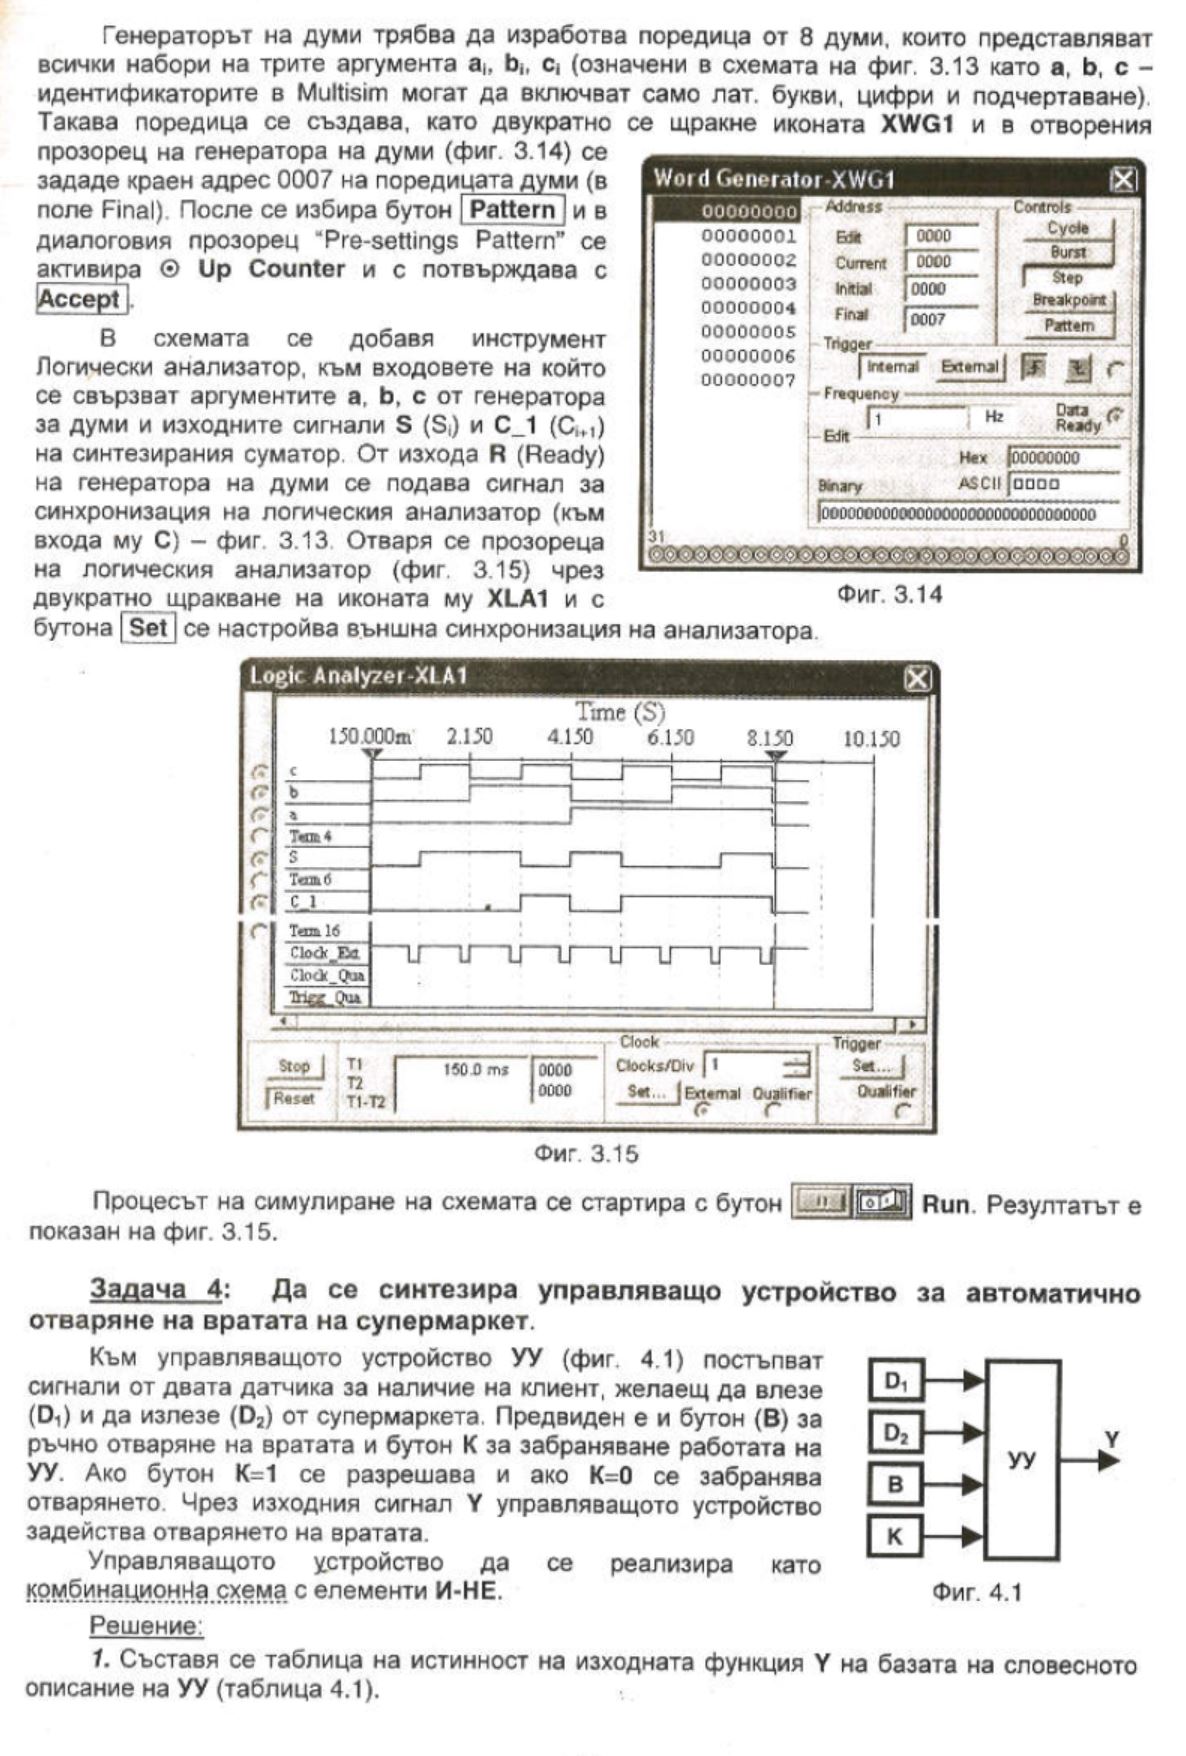 Генераторът на думи трябва да изработва поредица от 8 думи, които представляват
всички набори на трите аргумента aᵢ, bᵢ, cᵢ (означени в схемата на фиг. 3.13 като a, b, c –
идентификаторите в Multisim могат да включват само лат. букви, цифри и подчертаване).
Такава поредица се създава, като двукратно се щракне иконата XWG1 и в отворения
прозорец на генератора на думи (фиг. 3.14) се
зададе краен адрес 0007 на поредицата думи (в
поле Final). После се избира бутон Pattern и в
диалоговия прозорец “Pre-settings Pattern” се
активира ⊙ Up Counter и с потвърждава с
Accept.
В схемата се добавя инструмент
Логически анализатор, към входовете на който
се свързват аргументите a, b, c от генератора
за думи и изходните сигнали S (Sᵢ) и C_1 (Cᵢ₊₁)
на синтезирания суматор. От изхода R (Ready)
на генератора на думи се подава сигнал за
синхронизация на логическия анализатор (към
входа му C) – фиг. 3.13. Отваря се прозореца
на логическия анализатор (фиг. 3.15) чрез
двукратно щракване на иконата му XLA1 и с
бутона Set се настройва външна синхронизация на анализатора.
Word Generator-XWG1
00000000
00000001
00000002
00000003
00000004
00000005
00000006
00000007
Address
Edit 0000
Current 0000
Initial 0000
Final 0007
Controls
Cycle
Burst
Step
Breakpoint
Pattern
Trigger
Internal External
Frequency
1 Hz
Data Ready
Edit
Hex 00000000
ASCII
Binary
00000000000000000000000000000000
31 0
Фиг. 3.14
Logic Analyzer-XLA1
Time (S)
150.000m 2.150 4.150 6.150 8.150 10.150
c
b
a
Term 4
S
Term 6
C_1
Term 16
Clock_Ext
Clock_Qua
Trigg_Qua
Stop
Reset
T1 150.0 ms 0000
T2 0000
T1-T2
Clock
Clocks/Div 1
Set... External Qualifier
Trigger
Set...
Qualifier
Фиг. 3.15
Процесът на симулиране на схемата се стартира с бутон Run. Резултатът е
показан на фиг. 3.15.
Задача 4: Да се синтезира управляващо устройство за автоматично
отваряне на вратата на супермаркет.
Към управляващото устройство УУ (фиг. 4.1) постъпват
сигнали от двата датчика за наличие на клиент, желаещ да влезе
(D₁) и да излезе (D₂) от супермаркета. Предвиден е и бутон (B) за
ръчно отваряне на вратата и бутон К за забраняване работата на
УУ. Ако бутон К=1 се разрешава и ако К=0 се забранява
отварянето. Чрез изходния сигнал Y управляващото устройство
задейства отварянето на вратата.
Управляващото устройство да се реализира като
комбинационна схема с елементи И-НЕ.
D₁
D₂
B
K
УУ
Y
Фиг. 4.1
Решение:
1. Съставя се таблица на истинност на изходната функция Y на базата на словесното
описание на УУ (таблица 4.1).